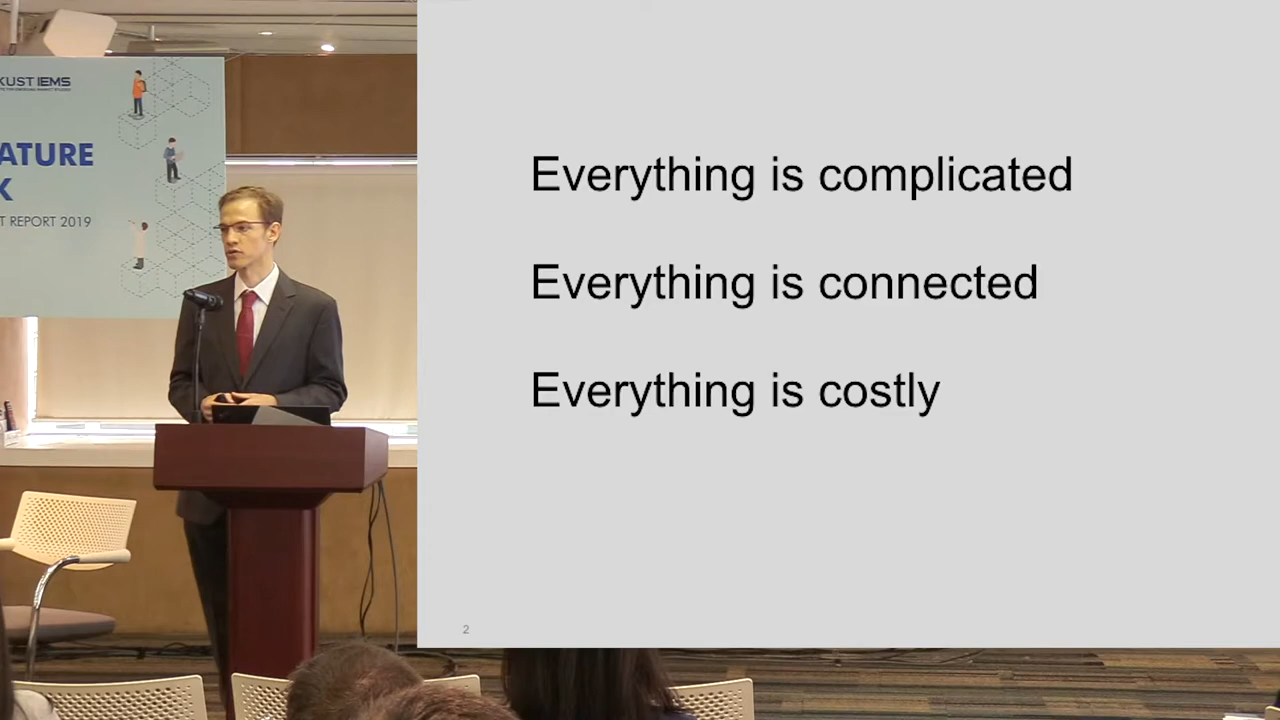 KUST IEMS
ATURE
K
T REPORT 2019
Everything is complicated
Everything is connected
Everything is costly
2